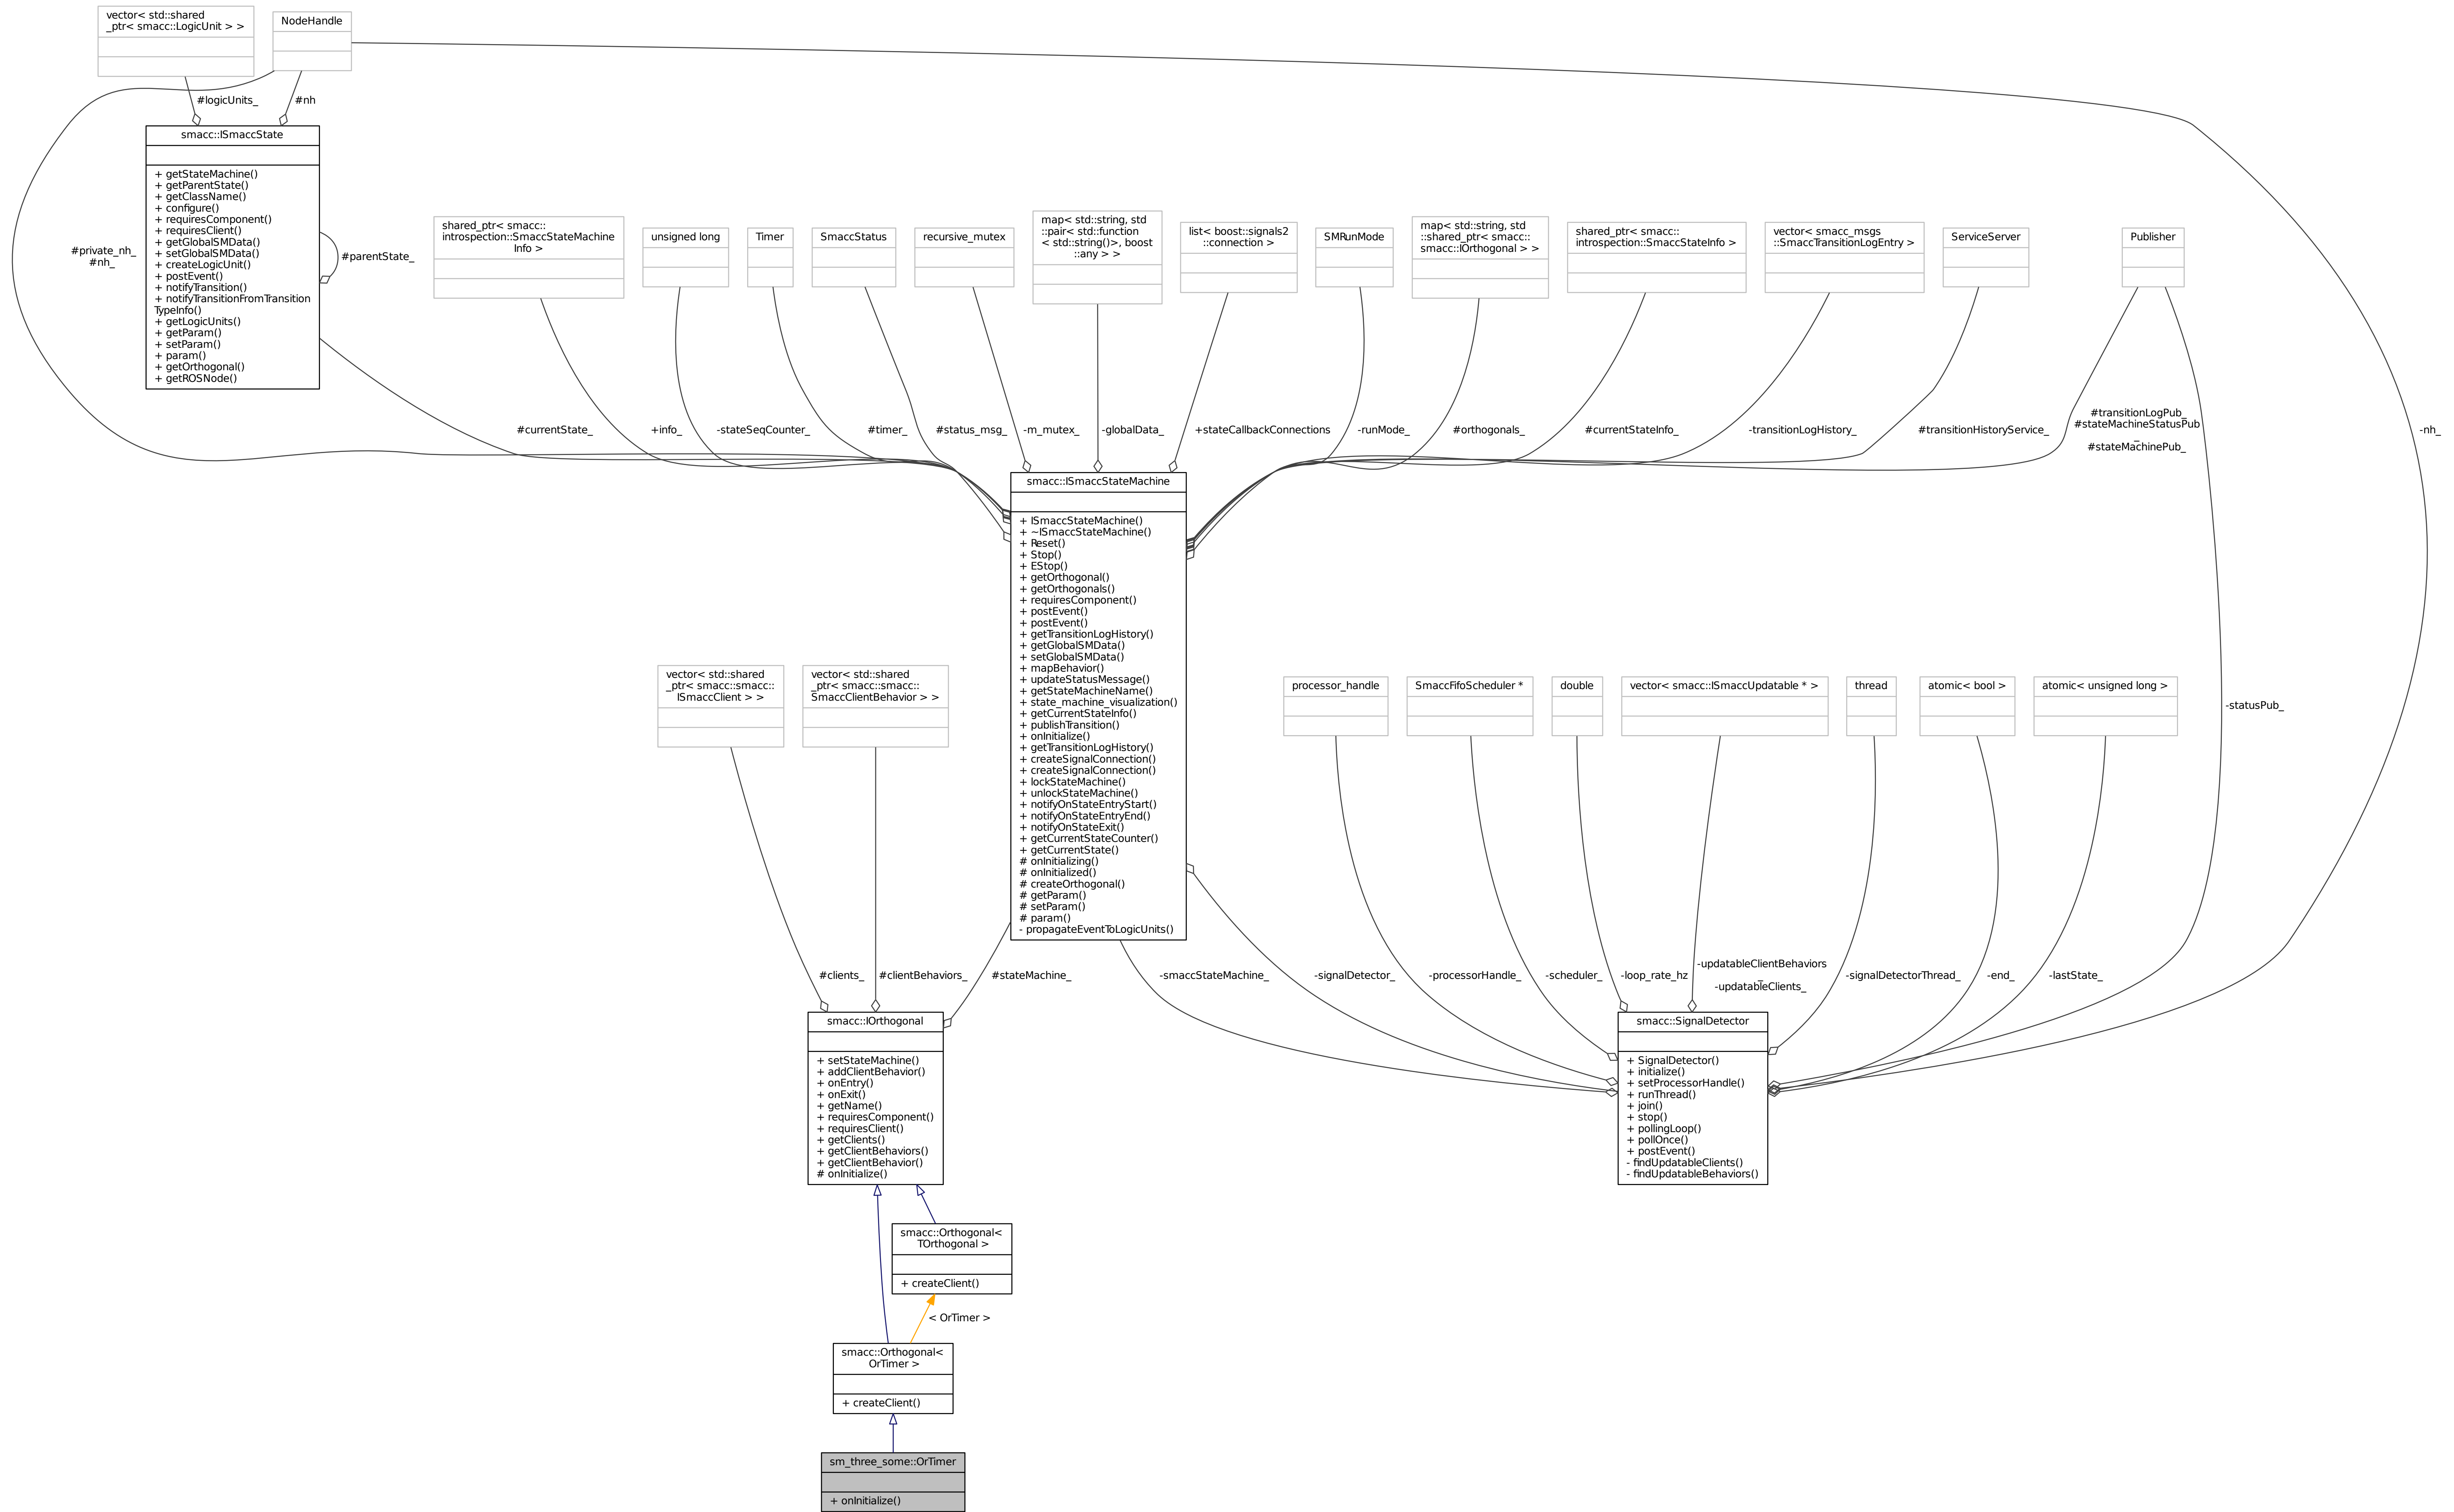 vector< std::shared
_ptr< smacc::LogicUnit > >
NodeHandle
#logicUnits_
#nh
smacc::ISmaccState
+ getStateMachine()
+ getParentState()
+ getClassName()
+ configure()
+ requiresComponent()
+ requiresClient()
+ getGlobalSMData()
+ setGlobalSMData()
+ createLogicUnit()
+ postEvent()
+ notifyTransition()
+ notifyTransitionFromTransition
TypeInfo()
+ getLogicUnits()
+ getParam()
+ setParam()
+ param()
+ getOrthogonal()
+ getROSNode()
#private_nh_
#nh_
#parentState_
shared_ptr< smacc::
introspection::SmaccStateMachine
Info >
unsigned long
Timer
SmaccStatus
recursive_mutex
map< std::string, std
::pair< std::function
< std::string()>, boost
::any > >
list< boost::signals2
::connection >
SMRunMode
map< std::string, std
::shared_ptr< smacc::
smacc::IOrthogonal > >
shared_ptr< smacc::
introspection::SmaccStateInfo >
vector< smacc_msgs
::SmaccTransitionLogEntry >
ServiceServer
Publisher
#currentState_
+info_
-stateSeqCounter_
#timer_
#status_msg_
-m_mutex_
-globalData_
+stateCallbackConnections
-runMode_
#orthogonals_
#currentStateInfo_
-transitionLogHistory_
#transitionHistoryService_
#transitionLogPub_
#stateMachineStatusPub
_
#stateMachinePub_
-nh_
smacc::ISmaccStateMachine
+ ISmaccStateMachine()
+ ~ISmaccStateMachine()
+ Reset()
+ Stop()
+ EStop()
+ getOrthogonal()
+ getOrthogonals()
+ requiresComponent()
+ postEvent()
+ postEvent()
+ getTransitionLogHistory()
+ getGlobalSMData()
+ setGlobalSMData()
+ mapBehavior()
+ updateStatusMessage()
+ getStateMachineName()
+ state_machine_visualization()
+ getCurrentStateInfo()
+ publishTransition()
+ onInitialize()
+ getTransitionLogHistory()
+ createSignalConnection()
+ createSignalConnection()
+ lockStateMachine()
+ unlockStateMachine()
+ notifyOnStateEntryStart()
+ notifyOnStateEntryEnd()
+ notifyOnStateExit()
+ getCurrentStateCounter()
+ getCurrentState()
# onInitializing()
# onInitialized()
# createOrthogonal()
# getParam()
# setParam()
# param()
- propagateEventToLogicUnits()
vector< std::shared
_ptr< smacc::smacc::
ISmaccClient > >
vector< std::shared
_ptr< smacc::smacc::
SmaccClientBehavior > >
processor_handle
SmaccFifoScheduler *
double
vector< smacc::ISmaccUpdatable * >
thread
atomic< bool >
atomic< unsigned long >
-statusPub_
#clients_
#clientBehaviors_
#stateMachine_
-smaccStateMachine_
-signalDetector_
-processorHandle_
-scheduler_
-loop_rate_hz
-updatableClientBehaviors
_
-updatableClients_
-signalDetectorThread_
-end_
-lastState_
smacc::IOrthogonal
+ setStateMachine()
+ addClientBehavior()
+ onEntry()
+ onExit()
+ getName()
+ requiresComponent()
+ requiresClient()
+ getClients()
+ getClientBehaviors()
+ getClientBehavior()
# onInitialize()
smacc::SignalDetector
+ SignalDetector()
+ initialize()
+ setProcessorHandle()
+ runThread()
+ join()
+ stop()
+ pollingLoop()
+ pollOnce()
+ postEvent()
- findUpdatableClients()
- findUpdatableBehaviors()
smacc::Orthogonal<
TOrthogonal >
+ createClient()
< OrTimer >
smacc::Orthogonal<
OrTimer >
+ createClient()
sm_three_some::OrTimer
+ onInitialize()